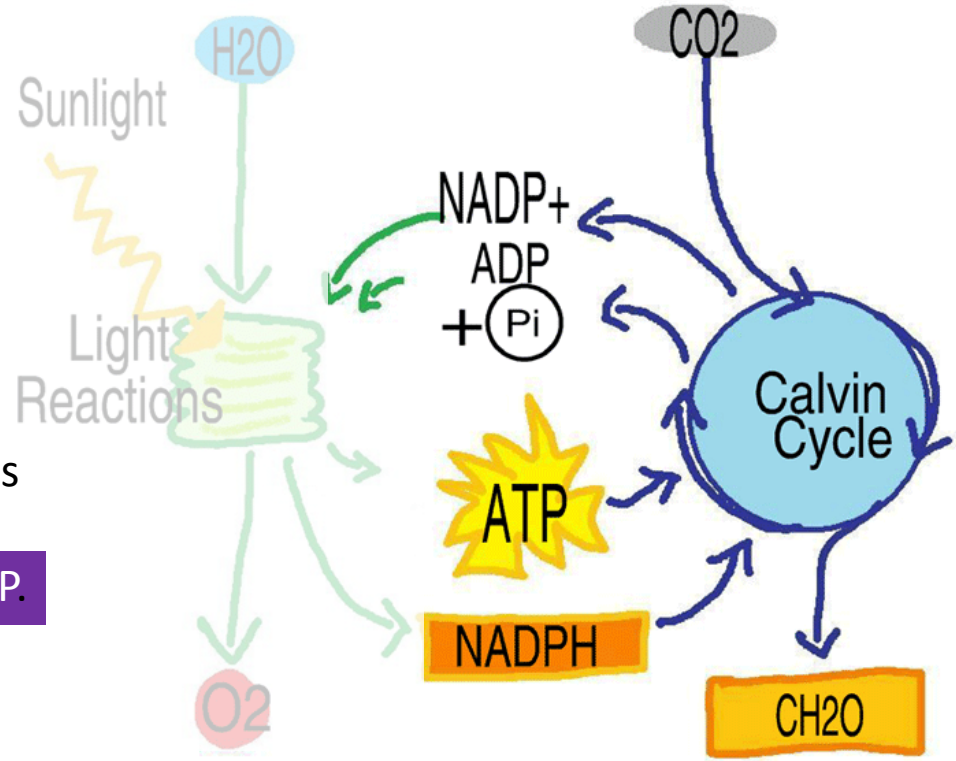 H2O
CO2
Sunlight
NADP+
ADP
+ Pi
Light
Reactions
Calvin
Cycle
s
ATP
P.
NADPH
O2
CH2O